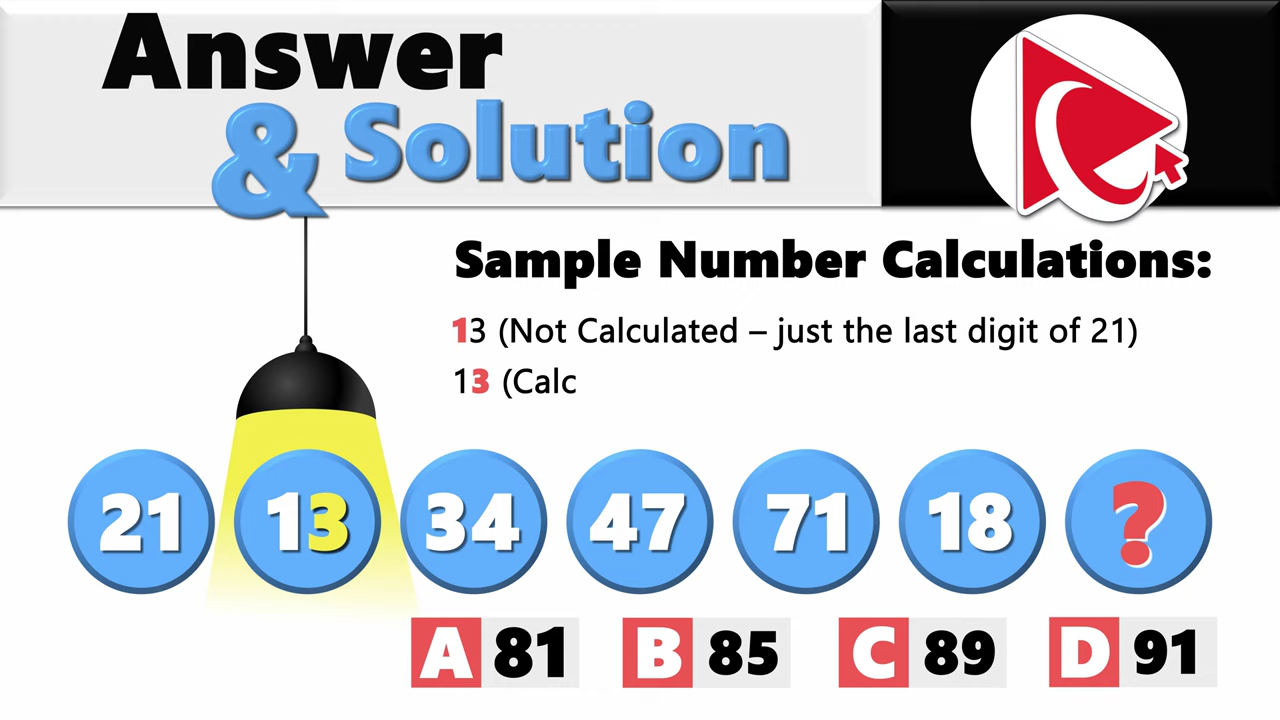 Answer
& Solution
Sample Number Calculations:
13 (Not Calculated – just the last digit of 21)
13 (Calc
21 13 34 47 71 18 ?
A 81 B 85 C 89 D 91